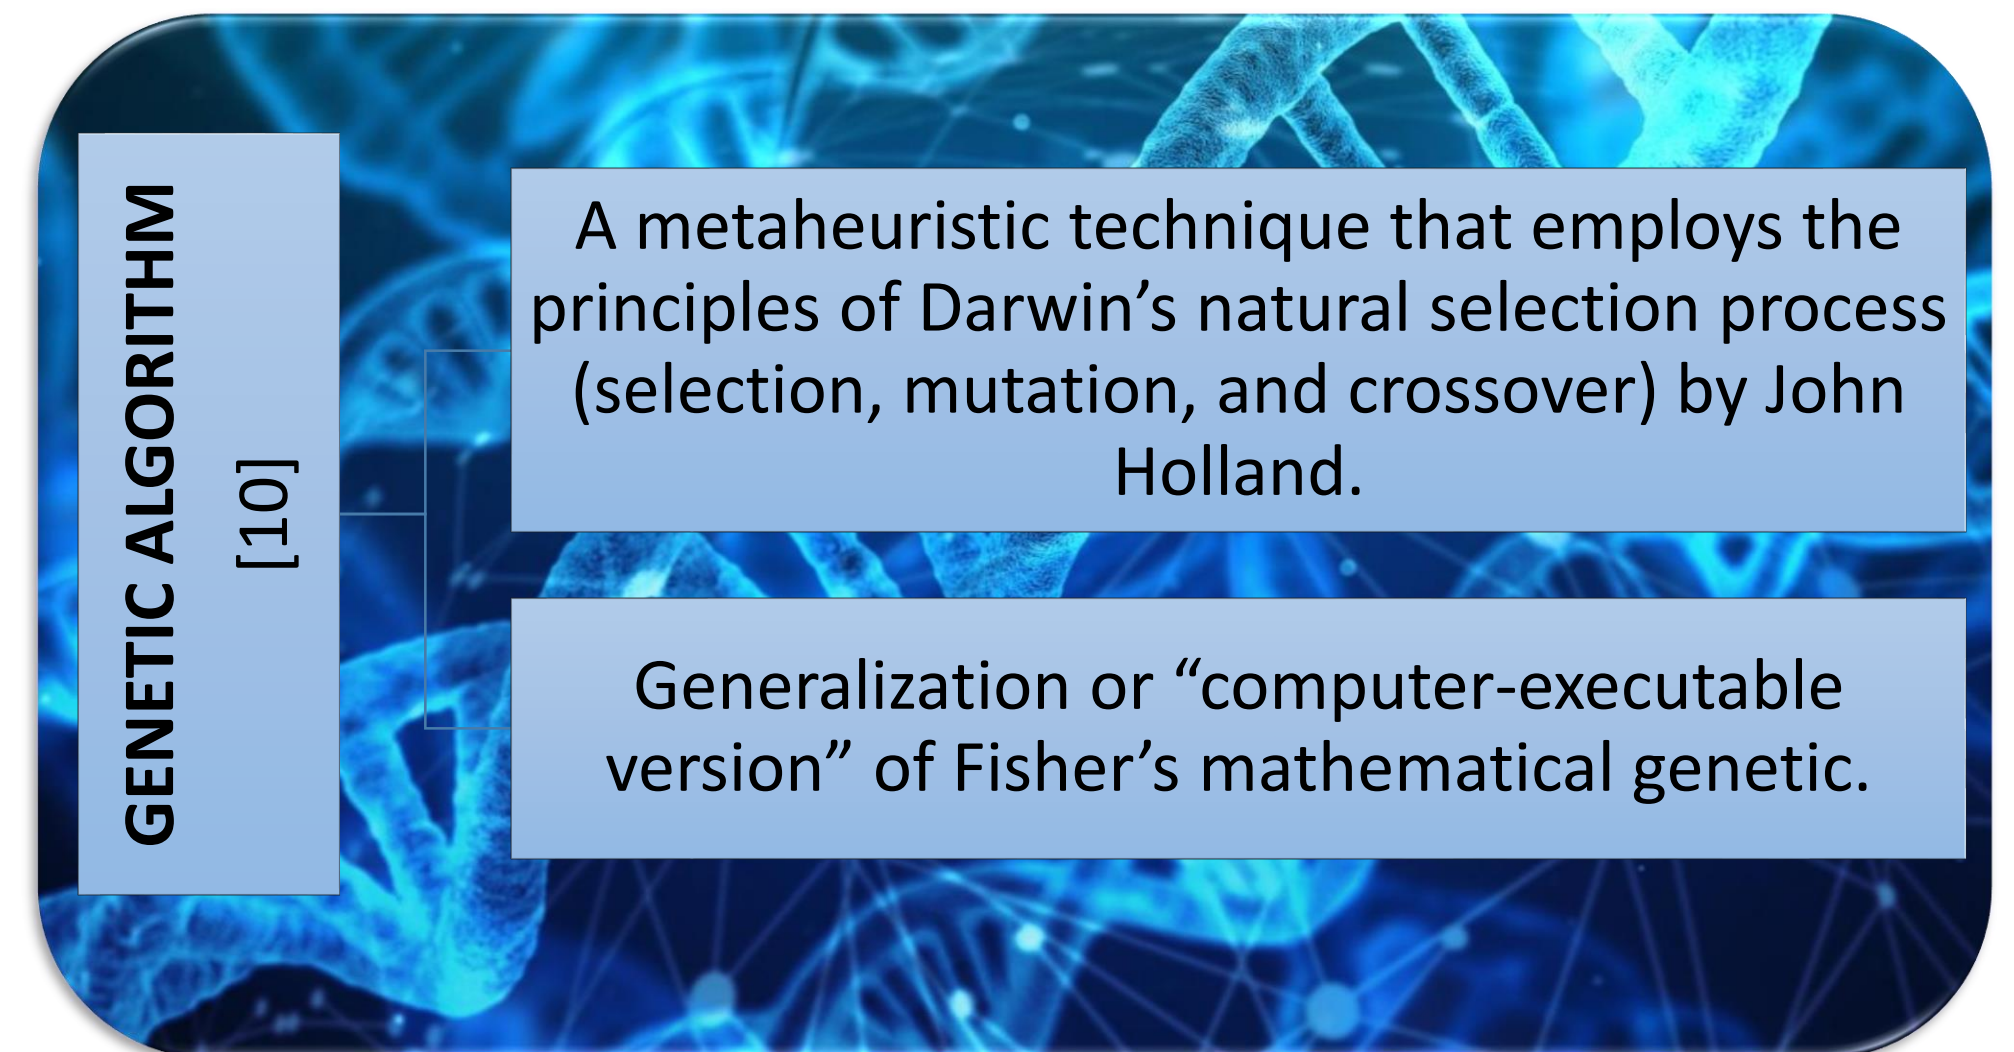 GENETIC ALGORITHM
[10]
A metaheuristic technique that employs the
principles of Darwin’s natural selection process
(selection, mutation, and crossover) by John
Holland.
Generalization or “computer-executable
version” of Fisher’s mathematical genetic.